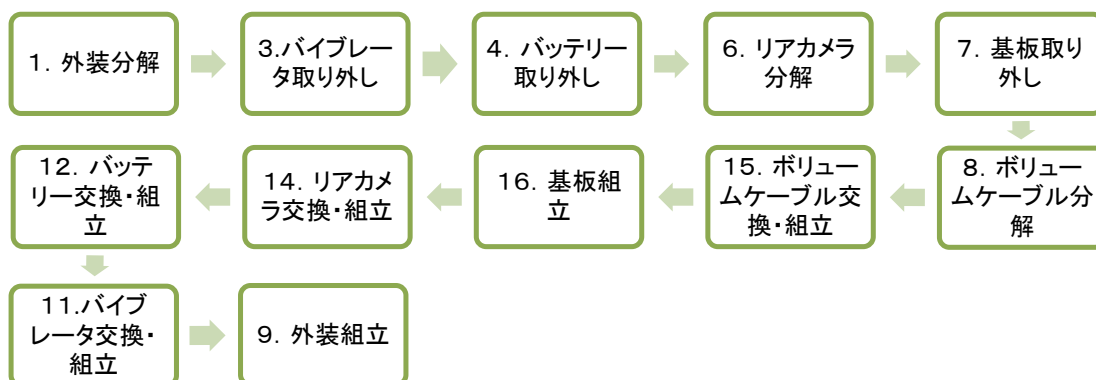 1. 外装分解
3.バイブレー
タ取り外し
4. バッテリー
取り外し
6. リアカメラ
分解
7. 基板取り
外し
8. ボリュー
ムケーブル分
解
15. ボリュー
ムケーブル交
換・組立
16. 基板組
立
14. リアカメ
ラ交換・組立
12. バッテ
リー交換・組
立
11.バイブ
レータ交換・
組立
9. 外装組立